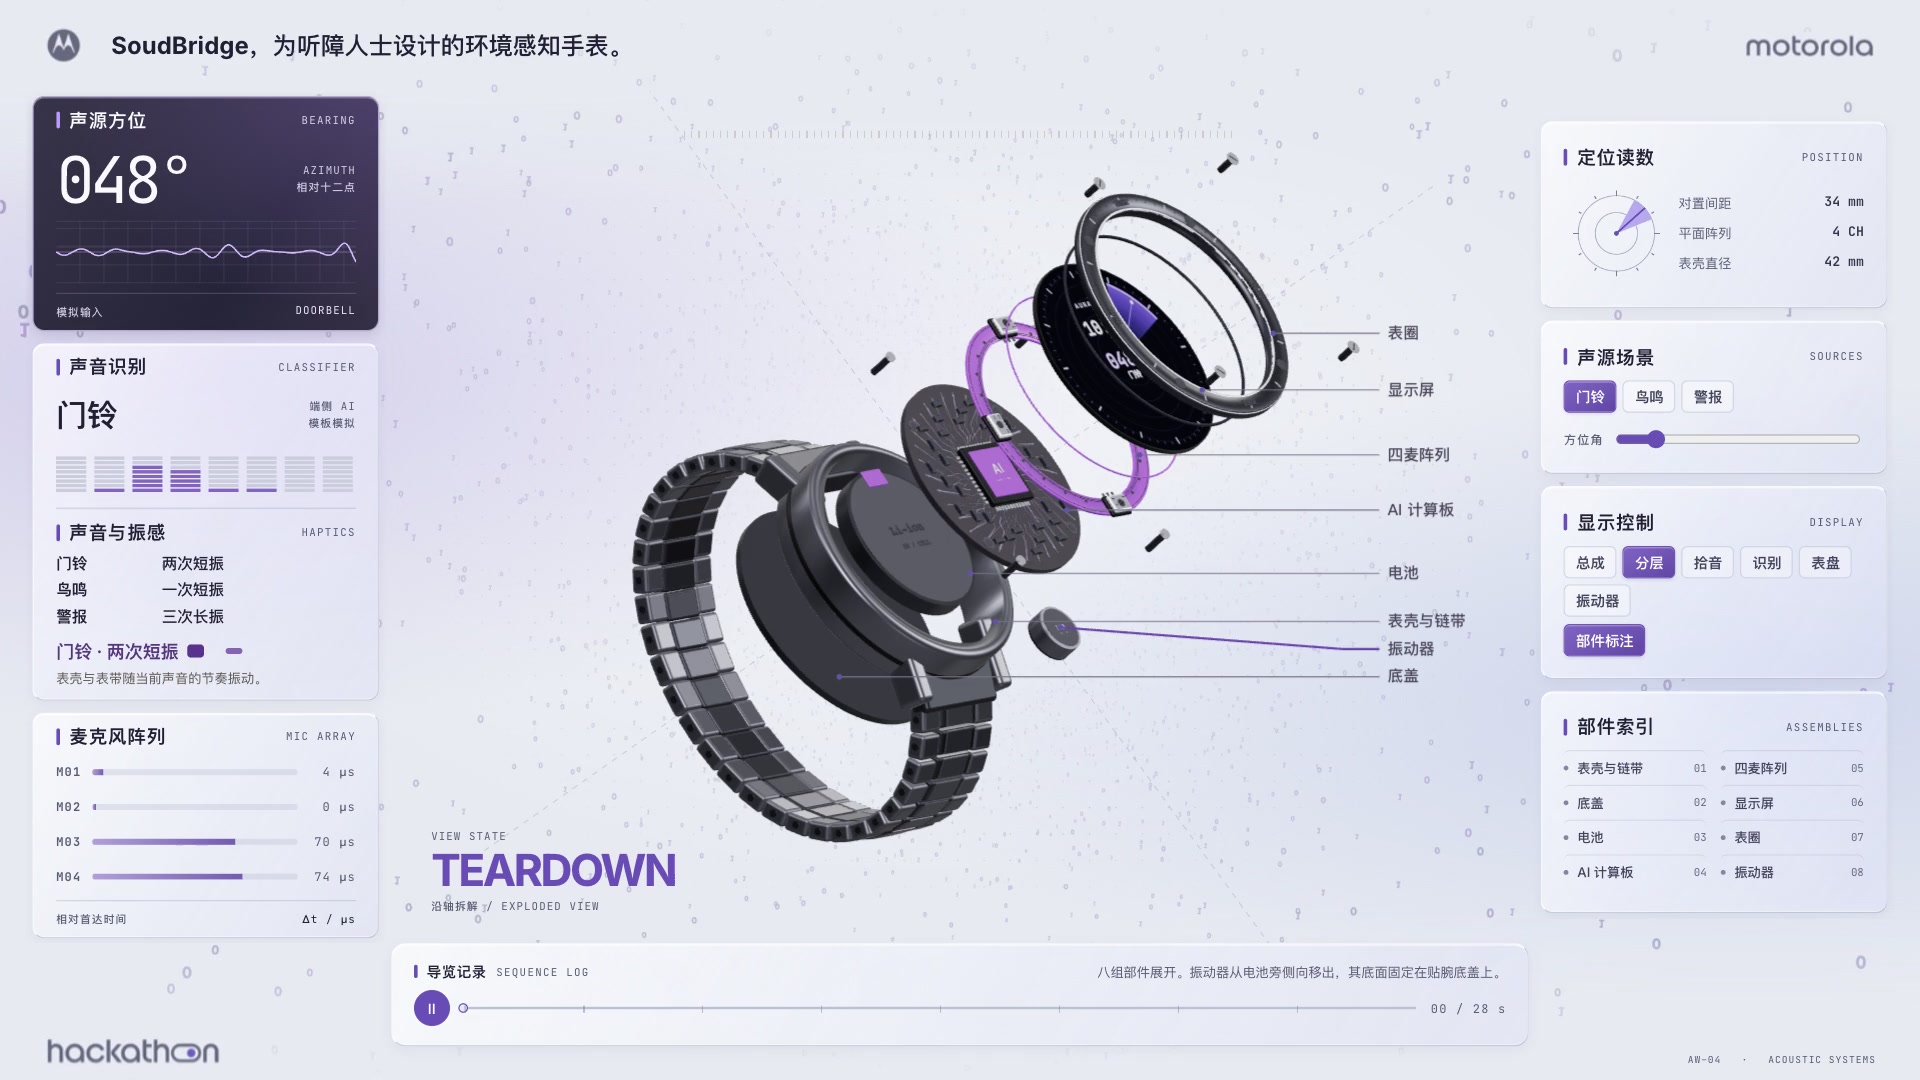 SoudBridge，为听障人士设计的环境感知手表。
motorola
声源方位 BEARING
048°
AZIMUTH
相对十二点
模拟输入 DOORBELL
声音识别 CLASSIFIER
门铃
端侧 AI
模板模拟
声音与振感 HAPTICS
门铃 两次短振
鸟鸣 一次短振
警报 三次长振
门铃 · 两次短振
表壳与表带随当前声音的节奏振动。
麦克风阵列 MIC ARRAY
M01 4 μs
M02 0 μs
M03 70 μs
M04 74 μs
相对首达时间 Δt / μs
Li-ion
AI
表圈
显示屏
四麦阵列
AI 计算板
电池
表壳与链带
振动器
底盖
VIEW STATE
TEARDOWN
沿轴拆解 / EXPLODED VIEW
定位读数 POSITION
对置间距 34 mm
平面阵列 4 CH
表壳直径 42 mm
声源场景 SOURCES
门铃 鸟鸣 警报
方位角
显示控制 DISPLAY
总成 分层 拾音 识别 表盘
振动器
部件标注
部件索引 ASSEMBLIES
表壳与链带 01 四麦阵列 05
底盖 02 显示屏 06
电池 03 表圈 07
AI 计算板 04 振动器 08
导览记录 SEQUENCE LOG
八组部件展开。振动器从电池旁侧向移出，其底面固定在贴腕底盖上。
00 / 28 s
hackathon
AW-04 · ACOUSTIC SYSTEMS